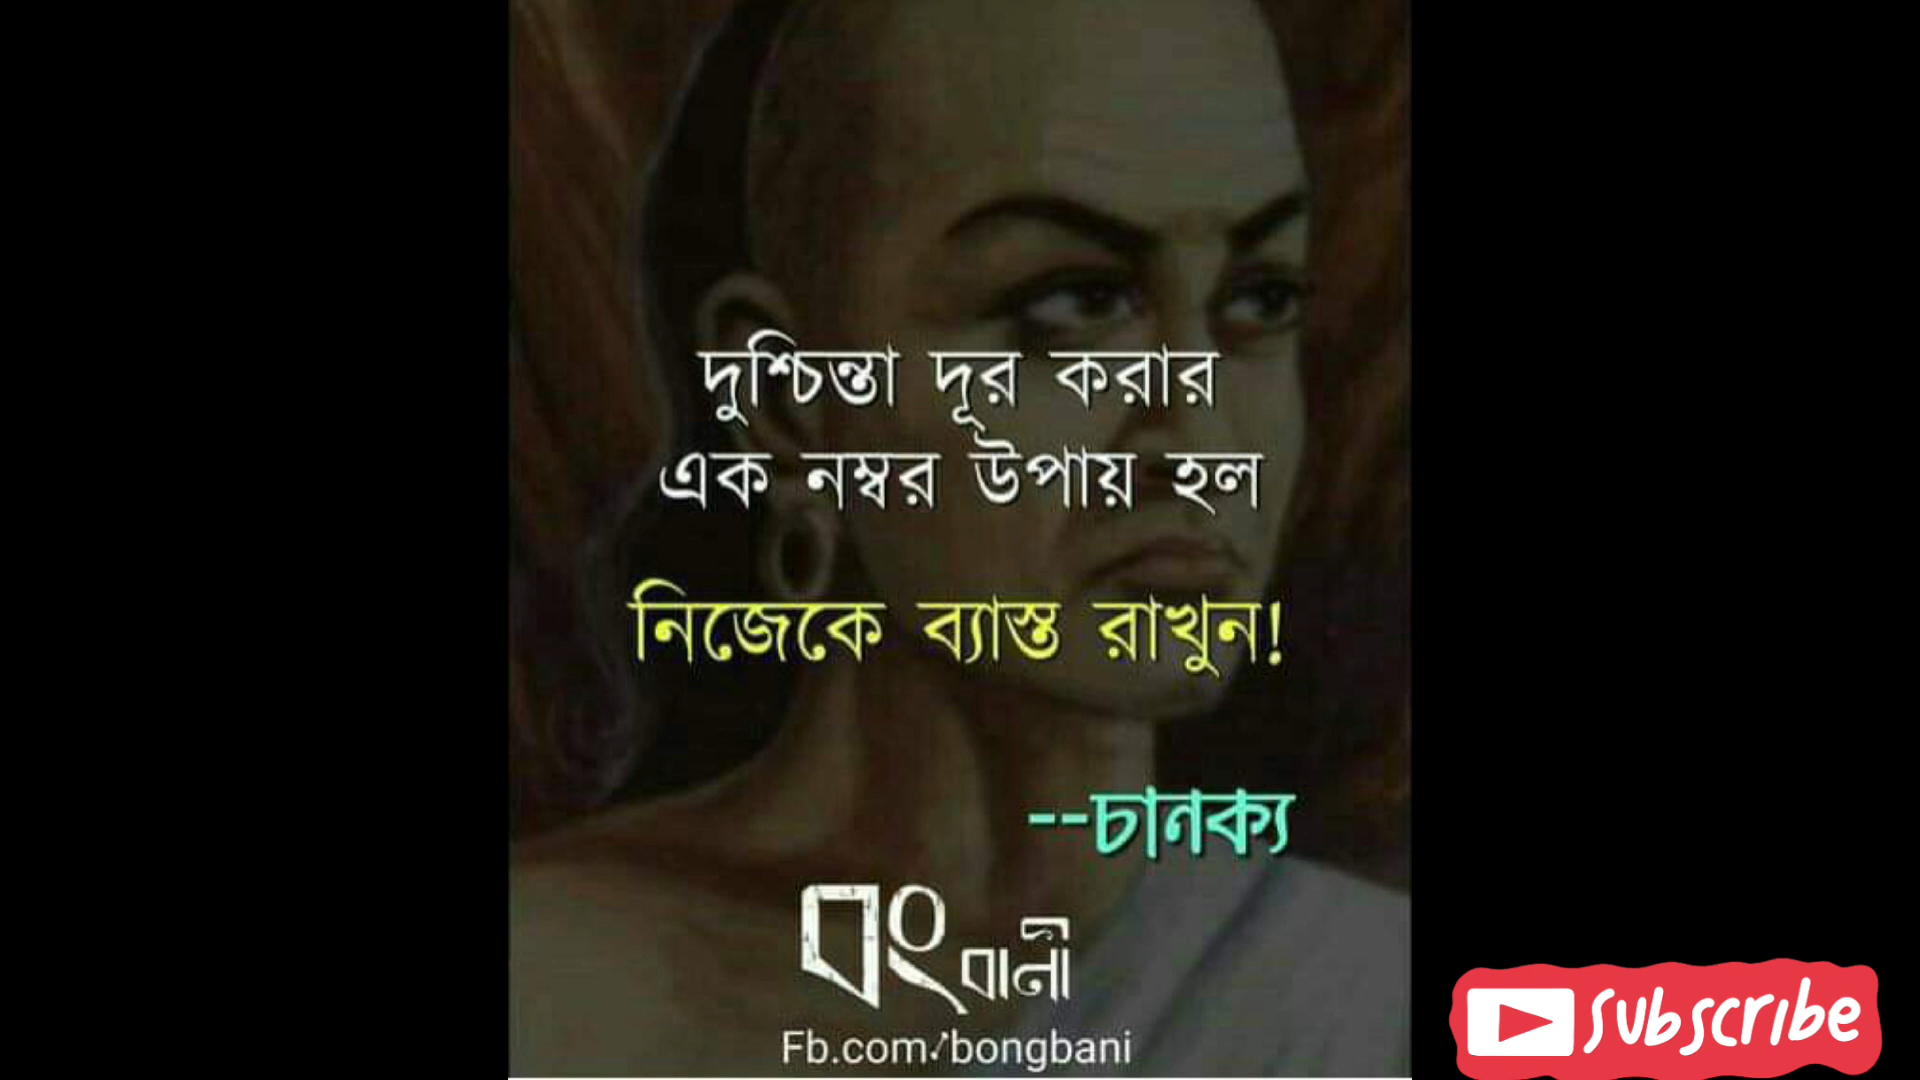 দুশ্চিন্তা দূর করার
এক নম্বর উপায় হল
নিজেকে ব্যাস্ত রাখুন!
--চানক্য
বং বানী
Fb.com/bongbani
Subscribe